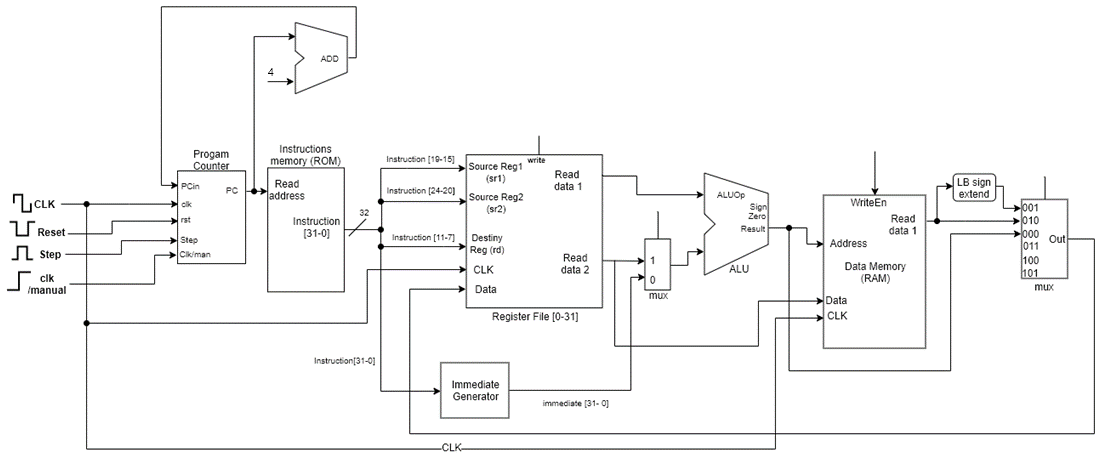 ADD
4
Progam
Counter
PCin
PC
clk
rst
Step
Clk/man
CLK
Reset
Step
clk
/manual
Instructions
memory (ROM)
Read
address
Instruction
[31-0]
32
Instruction [19-15]
Instruction [24-20]
Instruction [11-7]
Instruction[31-0]
write
Source Reg1
(sr1)
Source Reg2
(sr2)
Destiny
Reg (rd)
CLK
Data
Read
data 1
Read
data 2
Register File [0-31]
Immediate
Generator
immediate [31- 0]
1
0
mux
ALUOp
Sign
Zero
Result
ALU
WriteEn
Read
data 1
Address
Data Memory
(RAM)
Data
CLK
LB sign
extend
001
010
000
011
100
101
Out
mux
CLK